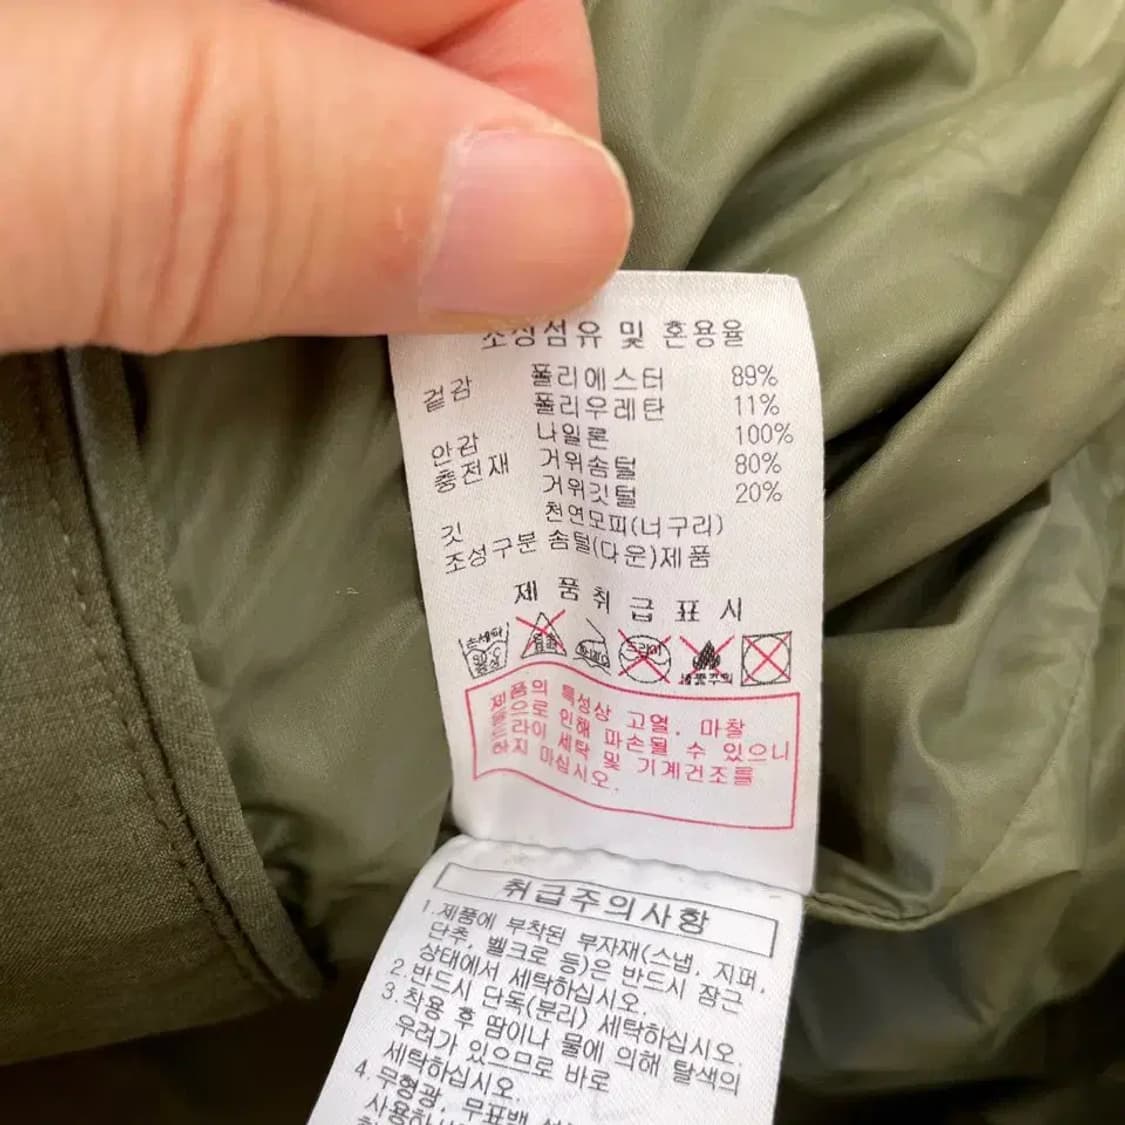 조성섬유 및 혼용율
겉감 폴리에스터 89%
폴리우레탄 11%
안감 나일론 100%
충전재 거위솜털 80%
거위깃털 20%
깃 천연모피(너구리)
조성구분 솜털(다운)제품
제품취급표시
손세탁
중성
드라이
제품의 특성상 고열, 마찰
등으로 인해 파손될 수 있으니
드라이 세탁 및 기계건조를
하지 마십시오.
취급주의사항
1.제품에 부착된 부자재(스냅, 지퍼,
단추, 벨크로 등)은 반드시 잠근
상태에서 세탁하십시오.
2.반드시 단독(분리) 세탁하십시오.
3.착용 후 땀이나 물에 의해 탈색의
우려가 있으므로 바로
세탁하십시오.
4.무형광, 무표백